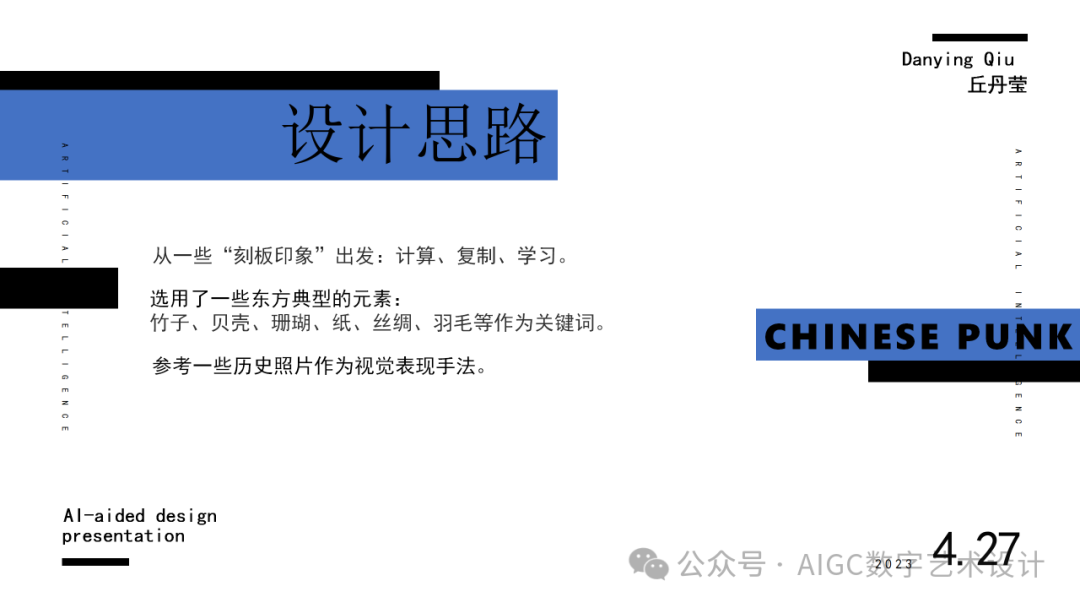 Danying Qiu
丘丹莹
设计思路
从一些“刻板印象”出发：计算、复制、学习。
选用了一些东方典型的元素：
竹子、贝壳、珊瑚、纸、丝绸、羽毛等作为关键词。
参考一些历史照片作为视觉表现手法。
CHINESE PUNK
ARTIFICIAL
TELLIGENCE
ARTIFICIAL INTELLIGENCE
AI-aided design
presentation
2023
4.27
公众号 · AIGC数字艺术设计